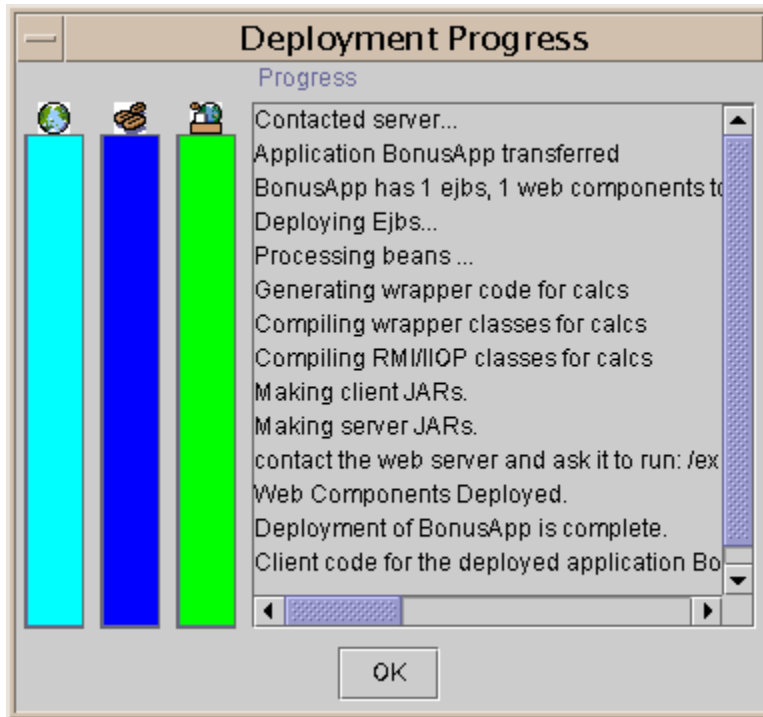 Deployment Progress
Progress
Contacted server...
Application BonusApp transferred
BonusApp has 1 ejbs, 1 web components to
Deploying Ejbs...
Processing beans ...
Generating wrapper code for calcs
Compiling wrapper classes for calcs
Compiling RMI/IIOP classes for calcs
Making client JARs.
Making server JARs.
contact the web server and ask it to run: /ex
Web Components Deployed.
Deployment of BonusApp is complete.
Client code for the deployed application Bo
OK